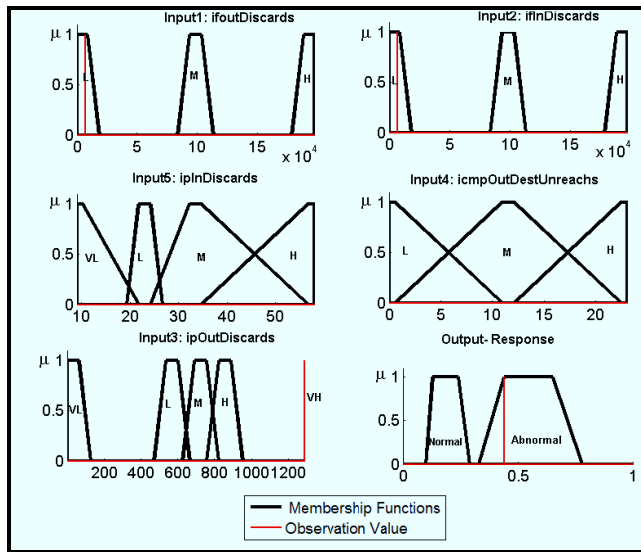 Input1: ifoutDiscards
μ 1
0.5
0
L
M
H
0
5
10
15
x 10^4
Input2: ifInDiscards
μ 1
0.5
0
L
M
H
0
5
10
15
x 10^4
Input5: ipInDiscards
μ 1
0.5
0
VL
L
M
H
10
20
30
40
50
Input4: icmpOutDestUnreachs
μ 1
0.5
0
L
M
H
0
5
10
15
20
Input3: ipOutDiscards
μ 1
0.5
0
VL
L
M
H
VH
200
400
600
800
1000
1200
Output- Response
μ 1
0.5
0
Normal
Abnormal
0
0.5
1
Membership Functions
Observation Value